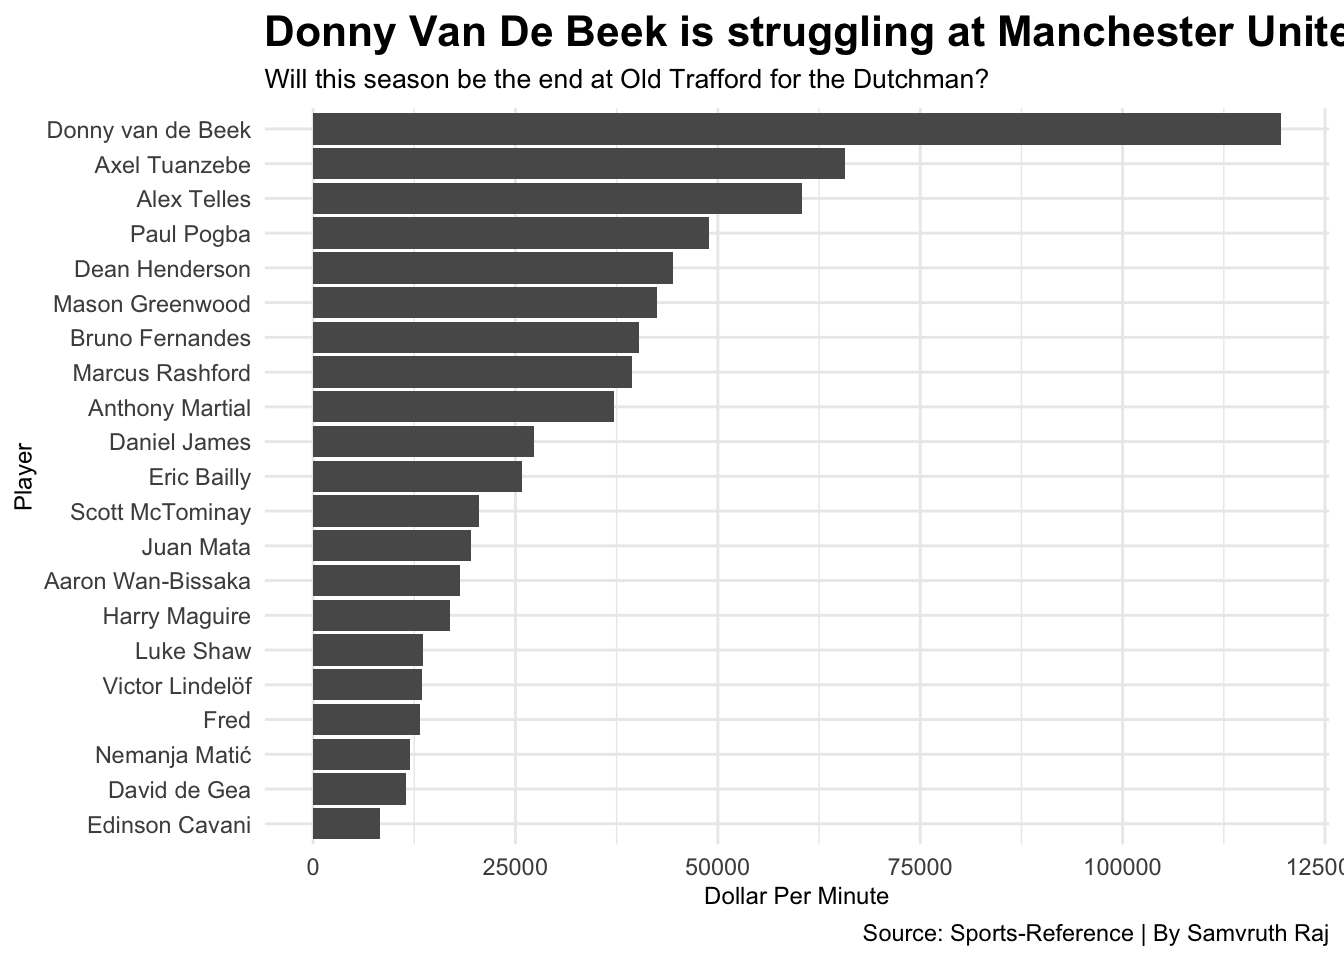 Donny Van De Beek is struggling at Manchester Unite
Will this season be the end at Old Trafford for the Dutchman?
Donny van de Beek
Axel Tuanzebe
Alex Telles
Paul Pogba
Dean Henderson
Mason Greenwood
Bruno Fernandes
Marcus Rashford
Anthony Martial
Daniel James
Eric Bailly
Scott McTominay
Juan Mata
Aaron Wan-Bissaka
Harry Maguire
Luke Shaw
Victor Lindelöf
Fred
Nemanja Matić
David de Gea
Edinson Cavani
Player
0 25000 50000 75000 100000 12500
Dollar Per Minute
Source: Sports-Reference | By Samvruth Raj